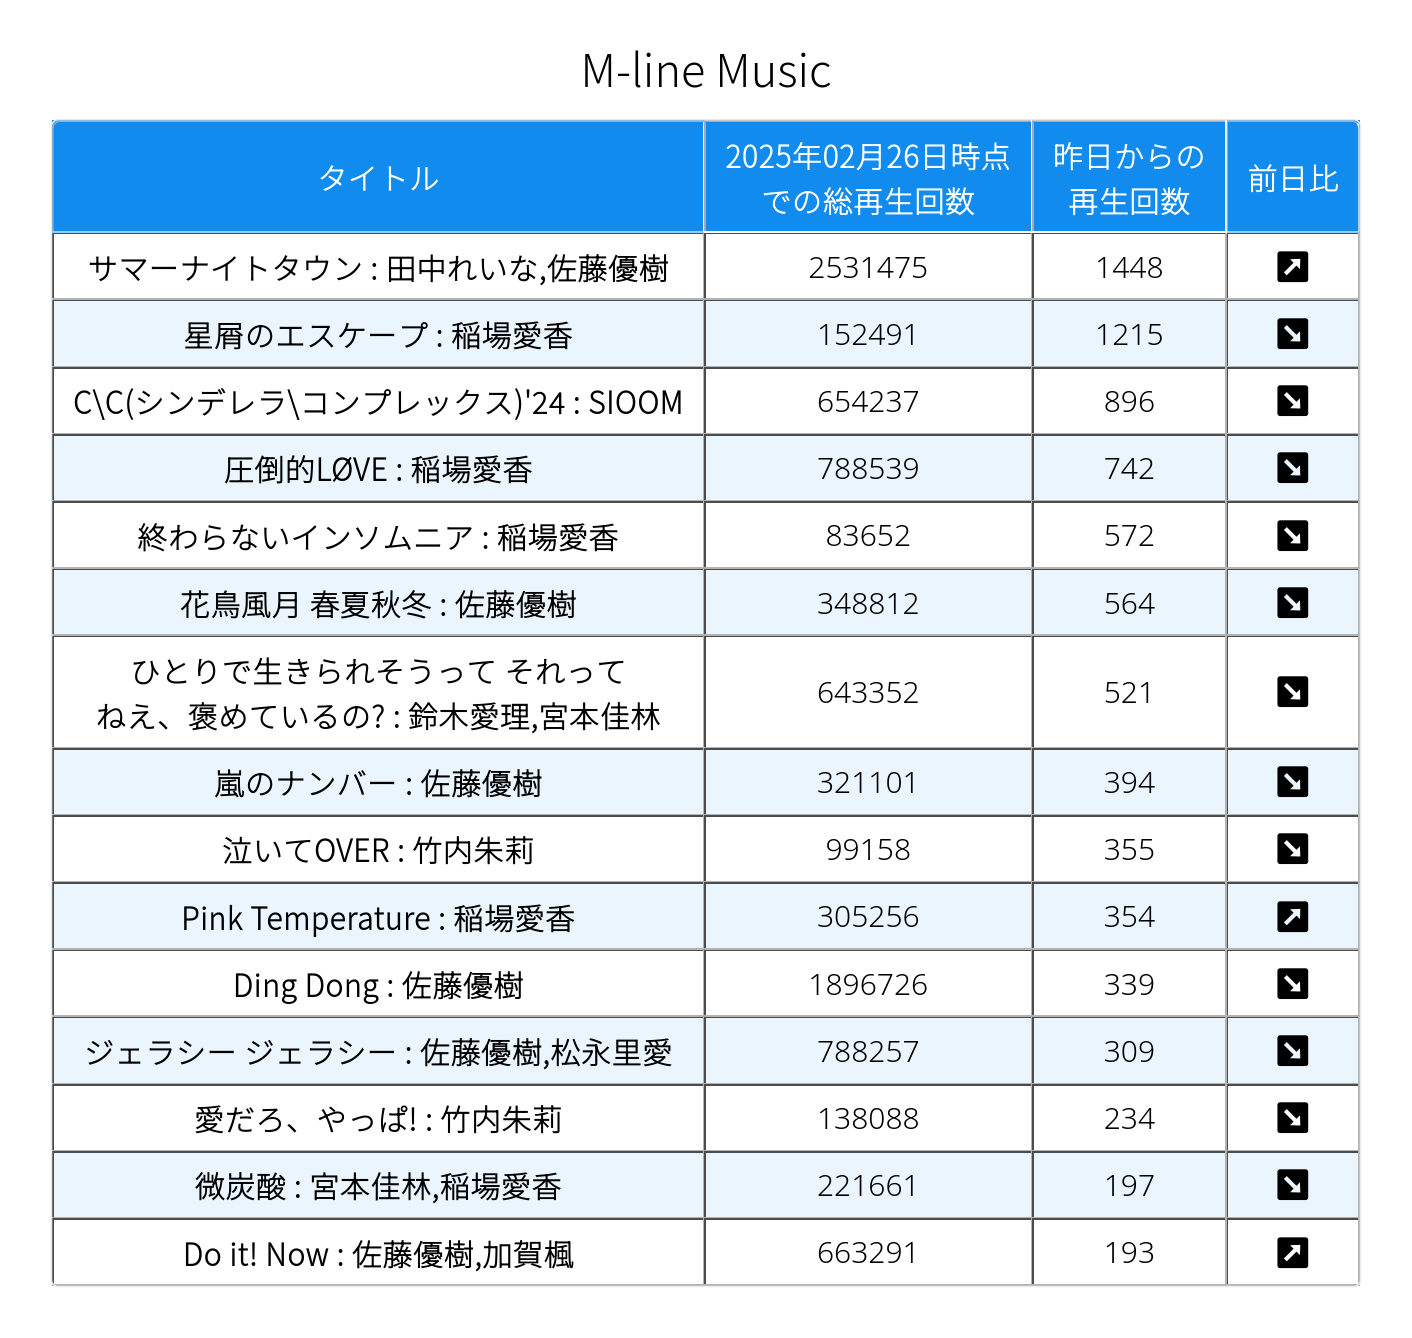 M-line Music
タイトル
2025年02月26日時点
での総再生回数
昨日からの
再生回数
前日比
サマーナイトタウン : 田中れいな,佐藤優樹 2531475 1448
星屑のエスケープ : 稲場愛香 152491 1215
C\C(シンデレラ\コンプレックス)'24 : SIOOM 654237 896
圧倒的LØVE : 稲場愛香 788539 742
終わらないインソムニア : 稲場愛香 83652 572
花鳥風月 春夏秋冬 : 佐藤優樹 348812 564
ひとりで生きられそうって それって
ねえ、褒めているの? : 鈴木愛理,宮本佳林 643352 521
嵐のナンバー : 佐藤優樹 321101 394
泣いてOVER : 竹内朱莉 99158 355
Pink Temperature : 稲場愛香 305256 354
Ding Dong : 佐藤優樹 1896726 339
ジェラシー ジェラシー : 佐藤優樹,松永里愛 788257 309
愛だろ、やっぱ! : 竹内朱莉 138088 234
微炭酸 : 宮本佳林,稲場愛香 221661 197
Do it! Now : 佐藤優樹,加賀楓 663291 193